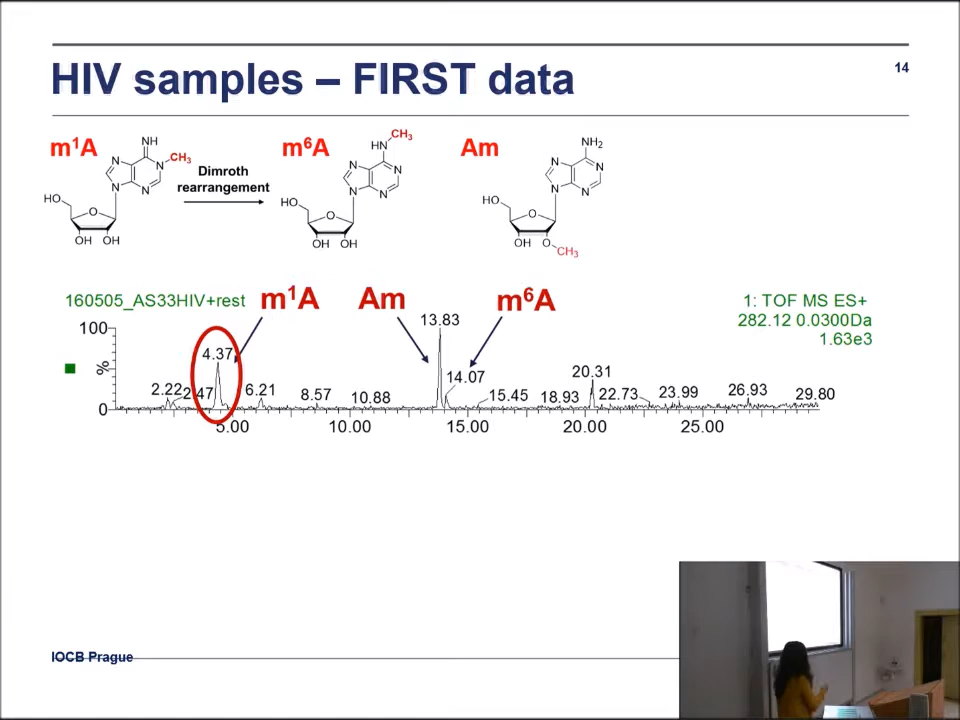 HIV samples – FIRST data
14
m¹A
NH
N
N
CH₃
N
N
HO
O
OH OH
Dimroth
rearrangement
m⁶A
CH₃
HN
N
N
N
N
HO
O
OH OH
Am
NH₂
N
N
N
N
HO
O
OH O
CH₃
160505_AS33HIV+rest
m¹A
Am
m⁶A
1: TOF MS ES+
282.12 0.0300Da
1.63e3
100
%
0
2.22
2.47
4.37
6.21
8.57
10.88
13.83
14.07
15.45
18.93
20.31
22.73
23.99
26.93
29.80
5.00
10.00
15.00
20.00
25.00
IOCB Prague